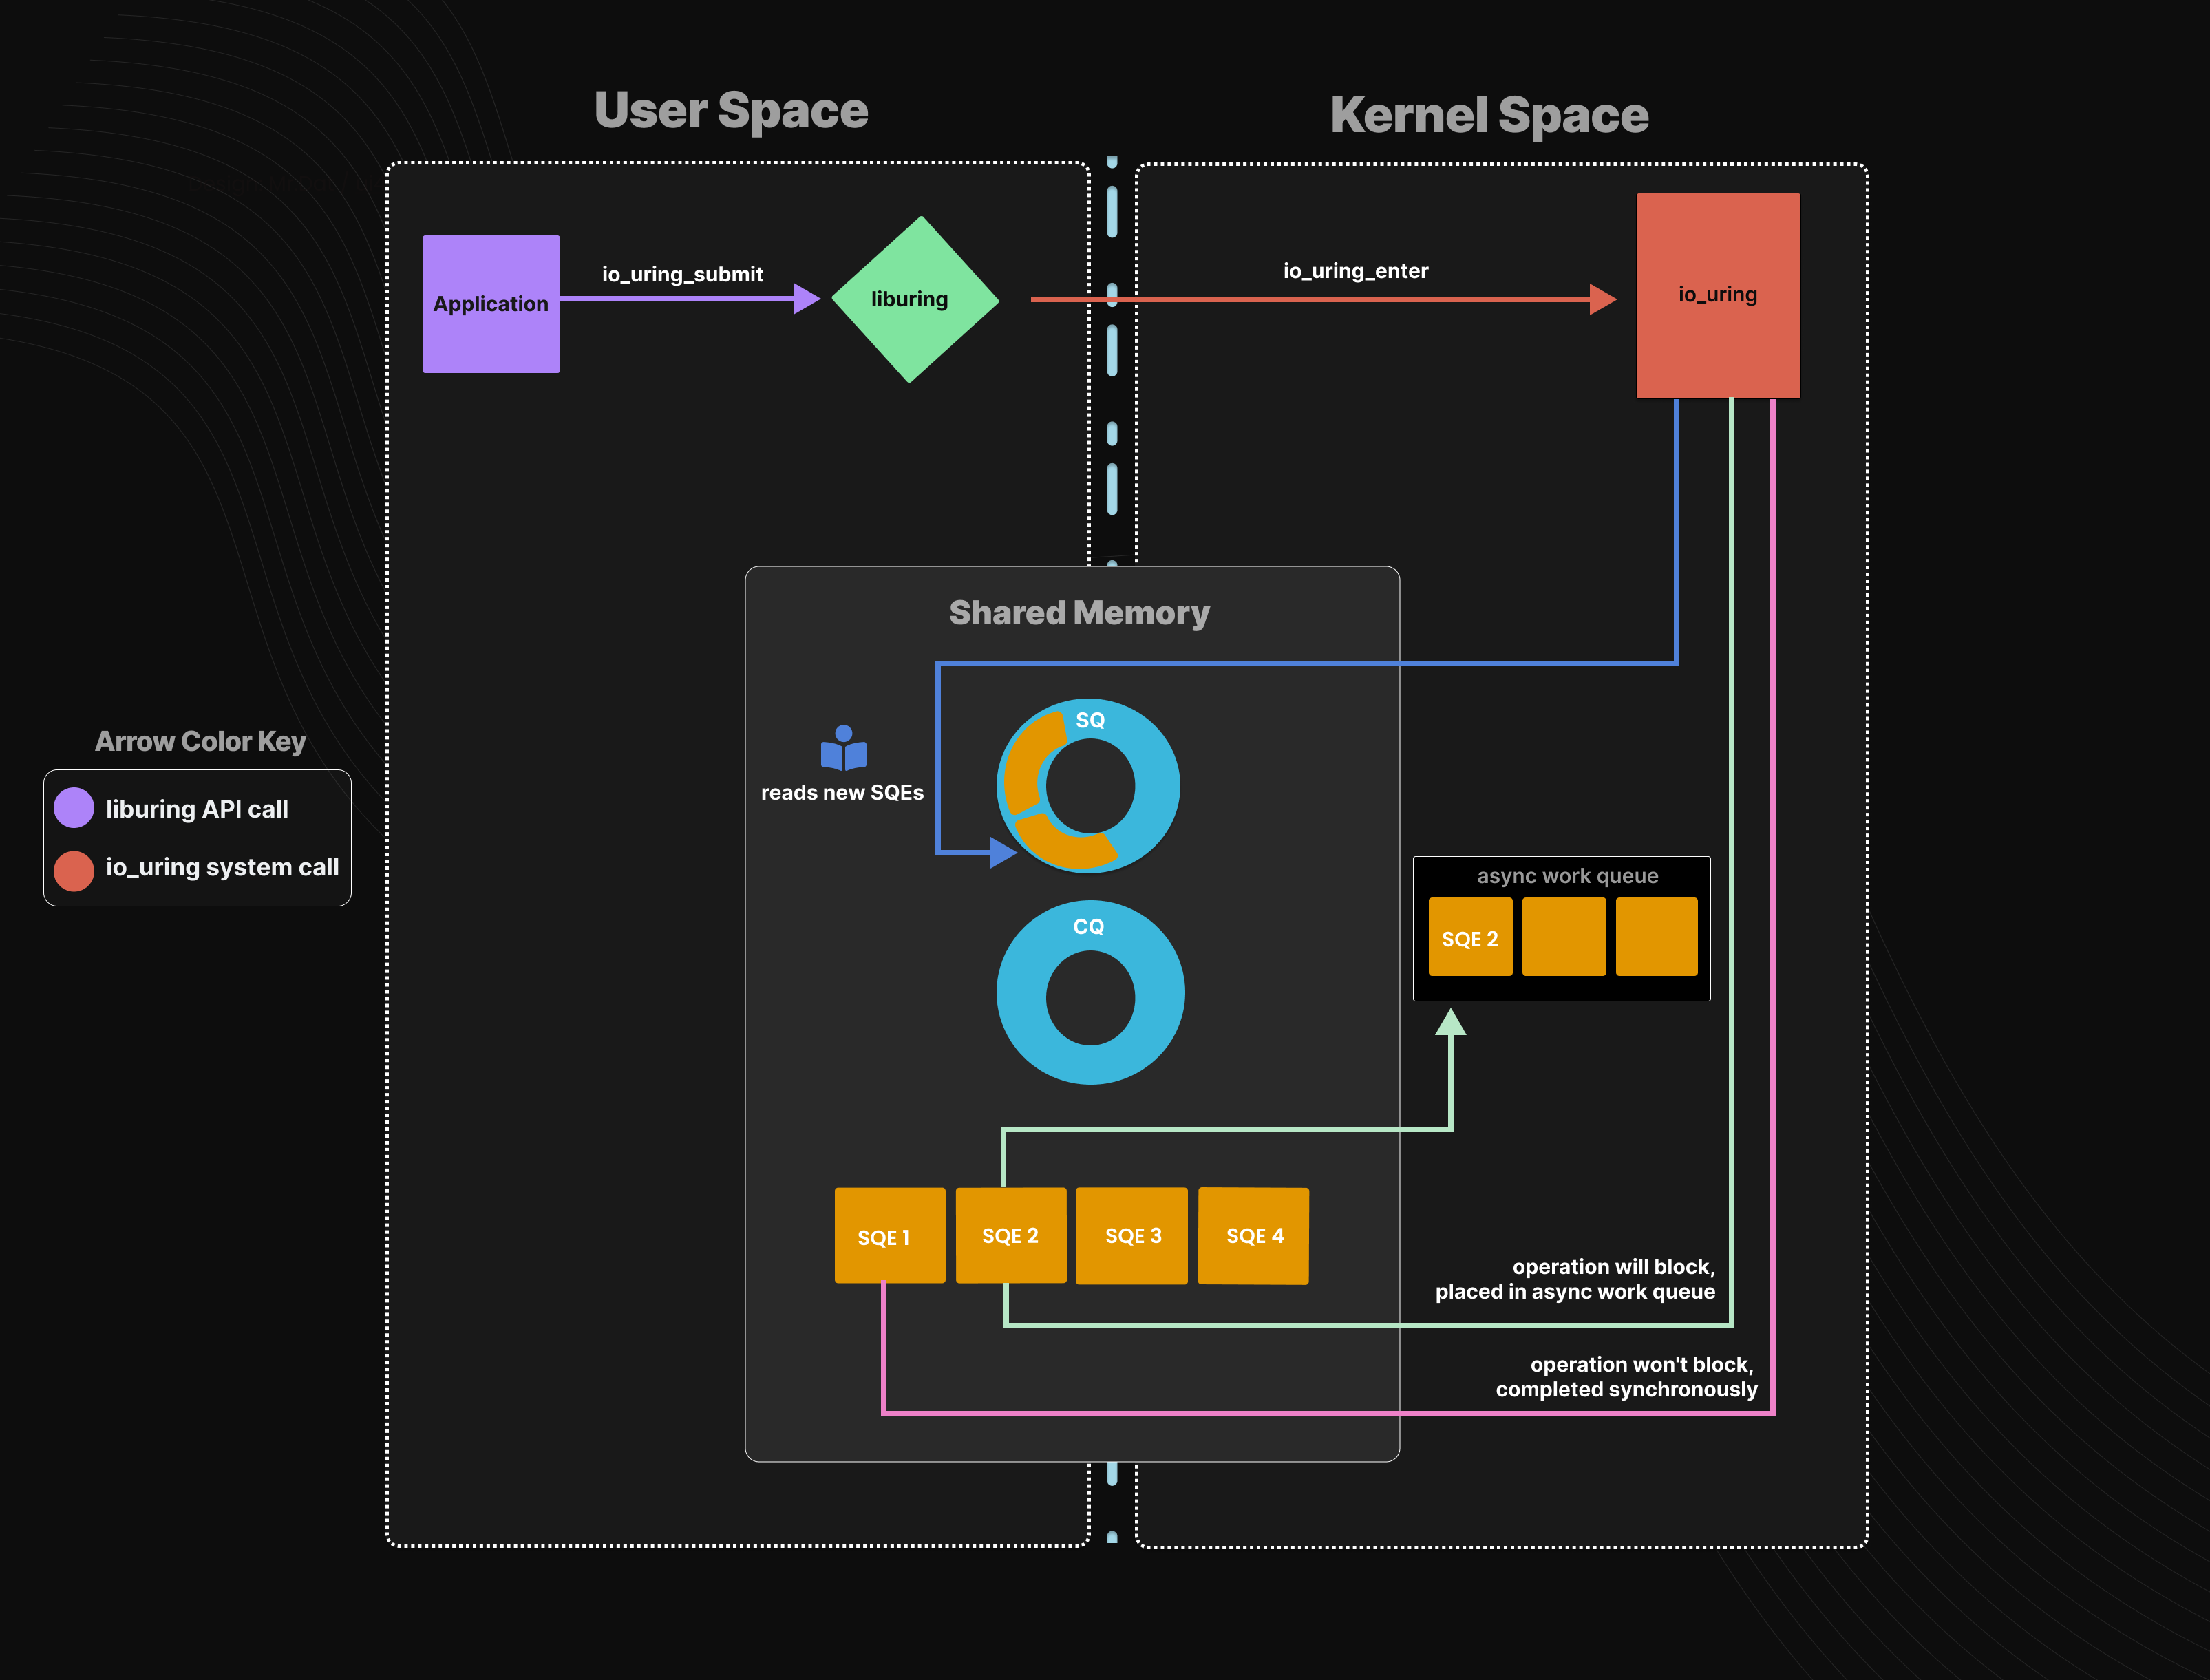 User Space
Kernel Space
Application
io_uring_submit
liburing
io_uring_enter
io_uring
Shared Memory
SQ
reads new SQEs
Arrow Color Key
liburing API call
io_uring system call
CQ
async work queue
SQE 2
SQE 1
SQE 2
SQE 3
SQE 4
operation will block,
placed in async work queue
operation won't block,
completed synchronously